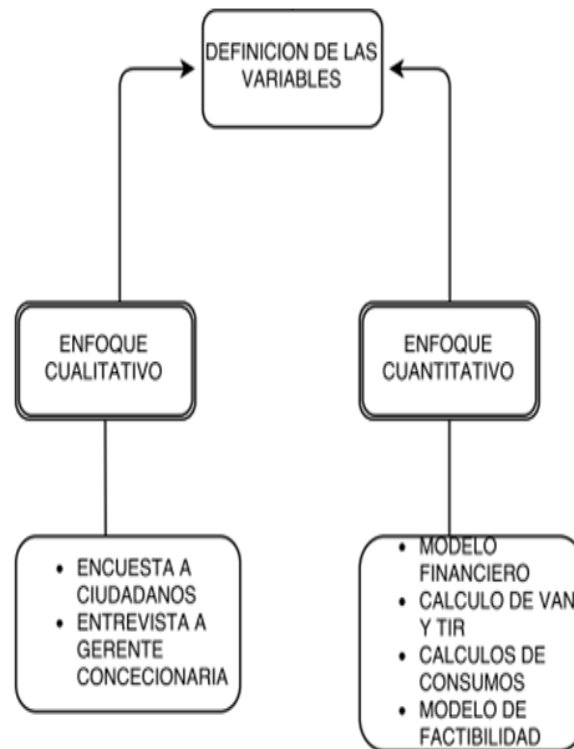 DEFINICION DE LAS
VARIABLES
ENFOQUE
CUALITATIVO
ENFOQUE
CUANTITATIVO
• ENCUESTA A
CIUDADANOS
• ENTREVISTA A
GERENTE
CONCECIONARIA
• MODELO
FINANCIERO
• CALCULO DE VAN
Y TIR
• CALCULOS DE
CONSUMOS
• MODELO DE
FACTIBILIDAD